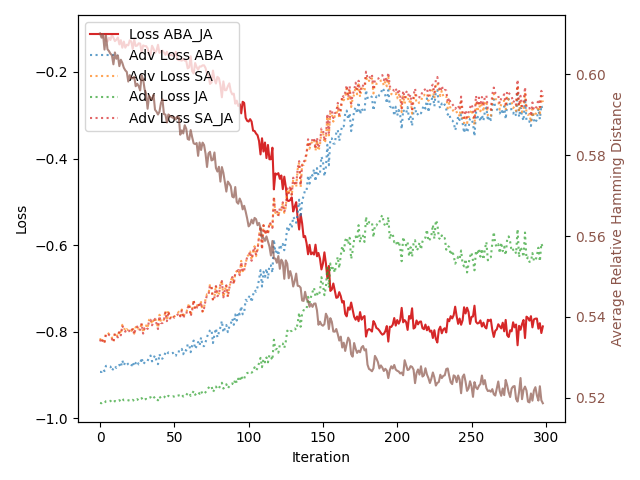 Loss ABA_JA
Adv Loss ABA
Adv Loss SA
Adv Loss JA
Adv Loss SA_JA
−0.2
−0.4
−0.6
−0.8
−1.0
Loss
0
50
100
150
200
250
300
Iteration
0.60
0.58
0.56
0.54
0.52
Average Relative Hamming Distance